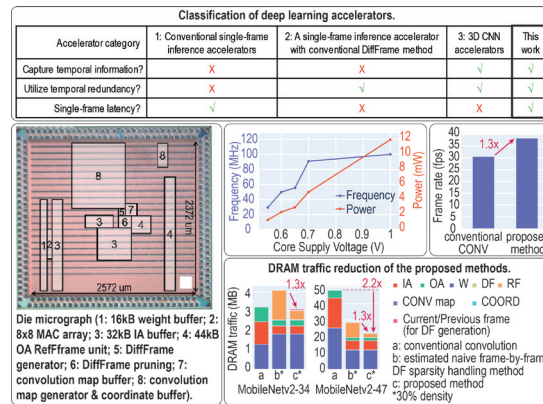 Classification of deep learning accelerators.
Accelerator category
1: Conventional single-frame inference accelerators
2: A single-frame inference accelerator with conventional DiffFrame method
3: 3D CNN accelerators
This work
Capture temporal information? X X √ √
Utilize temporal redundancy? X √ √ √
Single-frame latency? √ X X √
8
8
5
7
3
6
4
3
1
2
3
4
2372 um
2572 um
Die micrograph (1: 16kB weight buffer; 2:
8x8 MAC array; 3: 32kB IA buffer; 4: 44kB
OA RefFframe unit; 5: DiffFrame
generator; 6: DiffFrame pruning; 7:
convolution map buffer; 8: convolution
map generator & coordinate buffer).
120
100
80
60
40
20
0
Frequency (MHz)
12
10
8
6
4
2
0
Power (mW)
Frequency
Power
0.6 0.7 0.8 0.9 1
Core Supply Voltage (V)
40
35
30
25
20
15
10
5
0
Frame rate (fps)
1.3x
conventional CONV
proposed method
DRAM traffic reduction of the proposed methods.
DRAM traffic (MB)
5
4
3
2
1
0
1.3x
a b* c*
MobileNetv2-34
50
40
30
20
10
0
2.2x
1.3x
a b* c*
MobileNetv2-47
IA OA W DF RF
CONV map COORD
Current/Previous frame
(for DF generation)
a: conventional convolution
b: estimated naive frame-by-frame
DF sparsity handling method
c: proposed method
*30% density